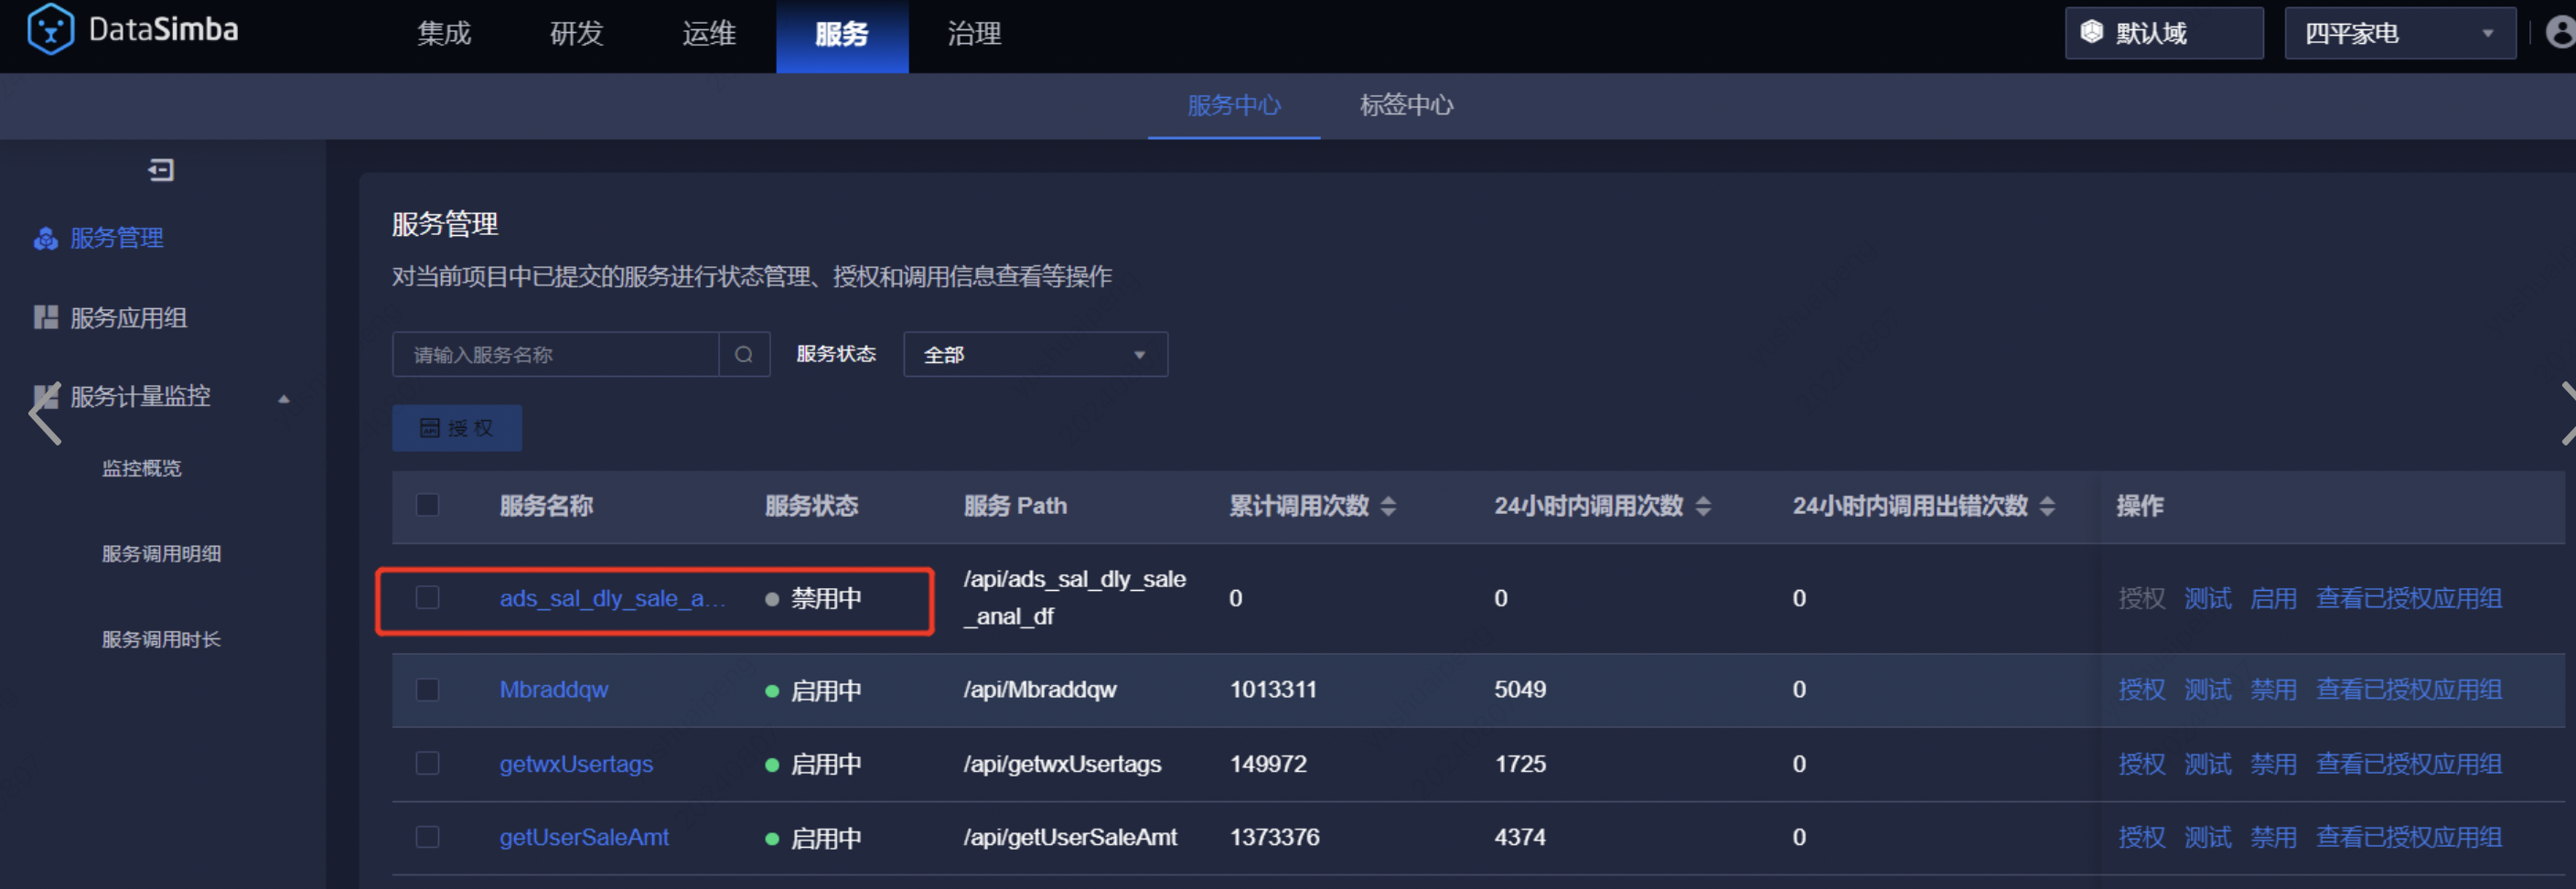 DataSimba
集成 研发 运维 服务 治理 默认域 四平家电
服务中心 标签中心
服务管理
服务应用组
服务计量监控
监控概览
服务调用明细
服务调用时长
服务管理
对当前项目中已提交的服务进行状态管理、授权和调用信息查看等操作
请输入服务名称 服务状态 全部
授权
服务名称 服务状态 服务 Path 累计调用次数 24小时内调用次数 24小时内调用出错次数 操作
ads_sal_dly_sale_a... 禁用中 /api/ads_sal_dly_sale 0 0 0 授权 测试 启用 查看已授权应用组
_anal_df
Mbraddqw 启用中 /api/Mbraddqw 1013311 5049 0 授权 测试 禁用 查看已授权应用组
getwxUsertags 启用中 /api/getwxUsertags 149972 1725 0 授权 测试 禁用 查看已授权应用组
getUserSaleAmt 启用中 /api/getUserSaleAmt 1373376 4374 0 授权 测试 禁用 查看已授权应用组